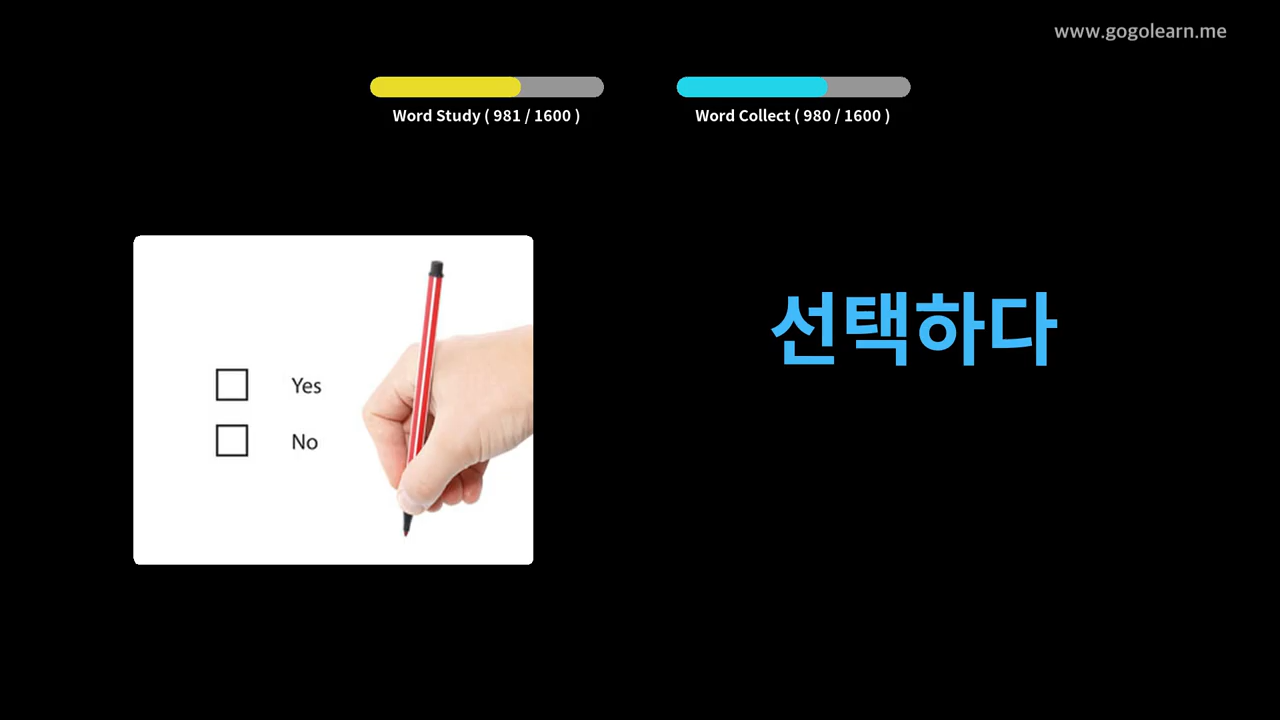 www.gogolearn.me
Word Study ( 981 / 1600 )
Word Collect ( 980 / 1600 )
선택하다
Yes
No